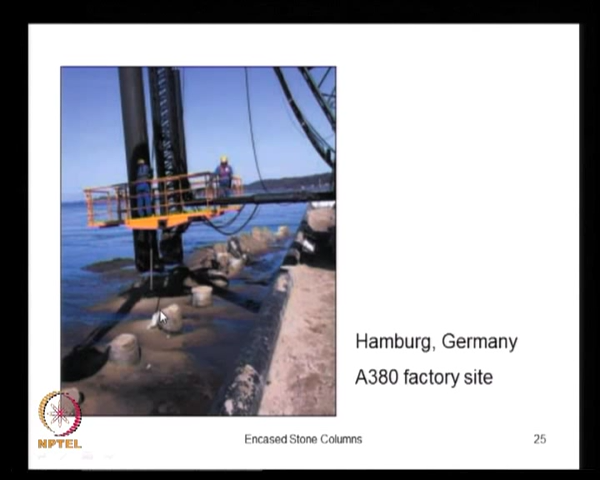 Hamburg, Germany
A380 factory site
NPTEL
Encased Stone Columns
25